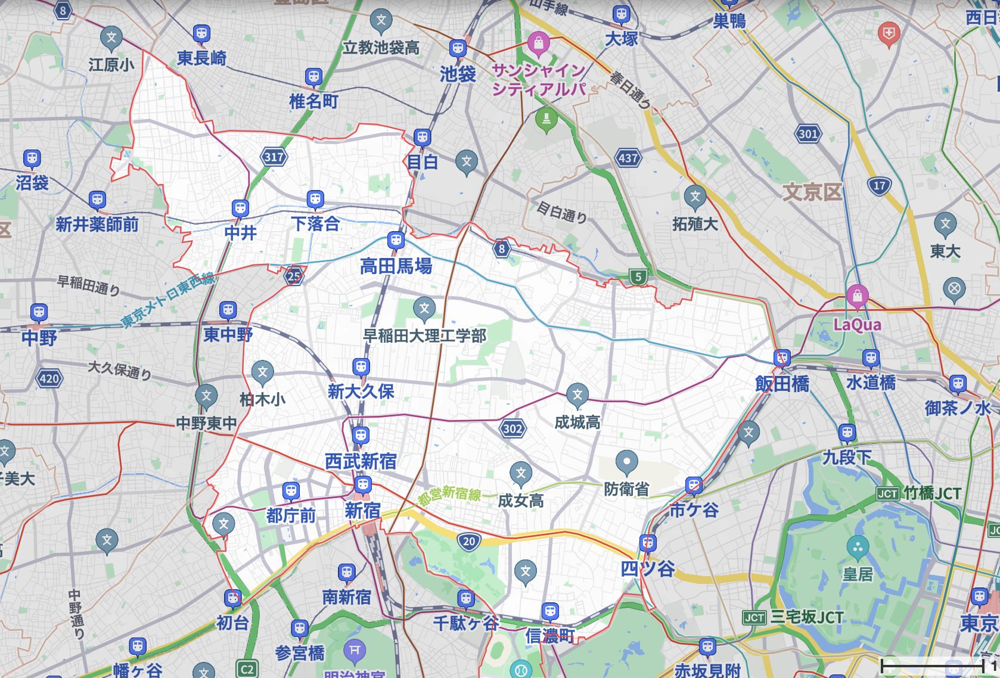 8
東長崎
江原小
立教池袋高
山手線
大塚
巣鴨
池袋
サンシャイン
シティアルパ
春日通り
椎名町
317
目白
437
301
沼袋
新井薬師前
中井
下落合
目白通り
拓殖大
文京区
17
東大
区
8
高田馬場
25
5
早稲田通り
東京メトロ東西線
中野
東中野
早稲田大理工学部
LaQua
大久保通り
420
柏木小
新大久保
飯田橋
水道橋
御茶ノ水
中野東中
成城高
302
西武新宿
九段下
防衛省
新宿
都営新宿線
成女高
都庁前
市ケ谷
JCT 竹橋JCT
20
四ツ谷
皇居
南新宿
中野通り
初台
千駄ケ谷
信濃町
JCT 三宅坂JCT
東京
参宮橋
幡ヶ谷
C2
明治神宮
赤坂見附
1